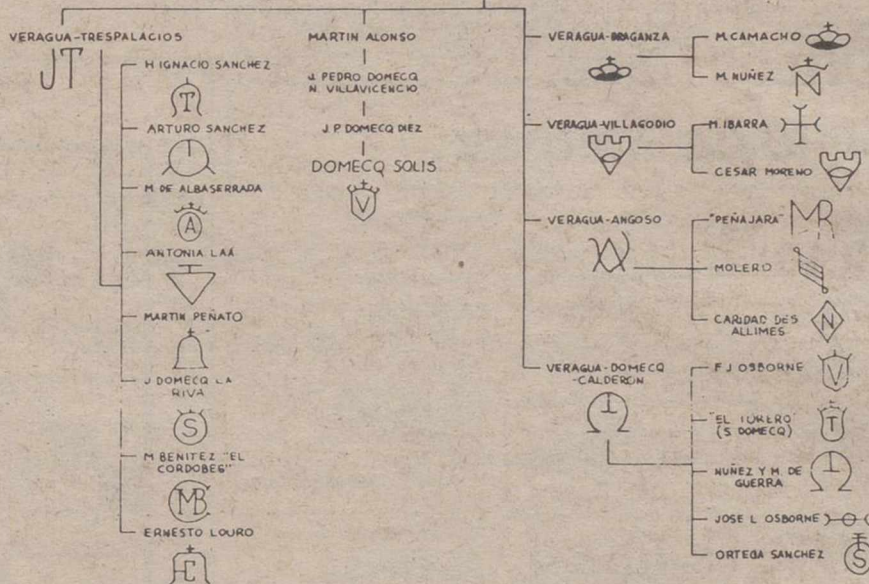 VERAGUA-TRESPALACIOS
JT
H IGNACIO SANCHEZ
T
ARTURO SANCHEZ
M DE ALBASERRADA
A
ANTONIA LAÁ
MARTIN PEÑATO
J DOMECQ LA
RIVA
S
M BENITEZ "EL
CORDOBES"
MB
ERNESTO LOURO
E
MARTIN ALONSO
J. PEDRO DOMECQ
N. VILLAVICENCIO
J P DOMECQ DIEZ
DOMECQ SOLIS
V
VERAGUA-BRAGANZA
M. CAMACHO
M. NUÑEZ
M
VERAGUA-VILLAGODIO
M. IBARRA
CESAR MORENO
VERAGUA-ANGOSO
"PEÑAJARA" MR
MOLERO
CARIDAD DES
ALLIMES
N
VERAGUA-DOMECQ
-CALDERON
F J OSBORNE
V
"EL TORERO"
(S. DOMECQ)
T
NUÑEZ Y M. DE
GUERRA
JOSE L OSBORNE
ORTEGA SANCHEZ
S